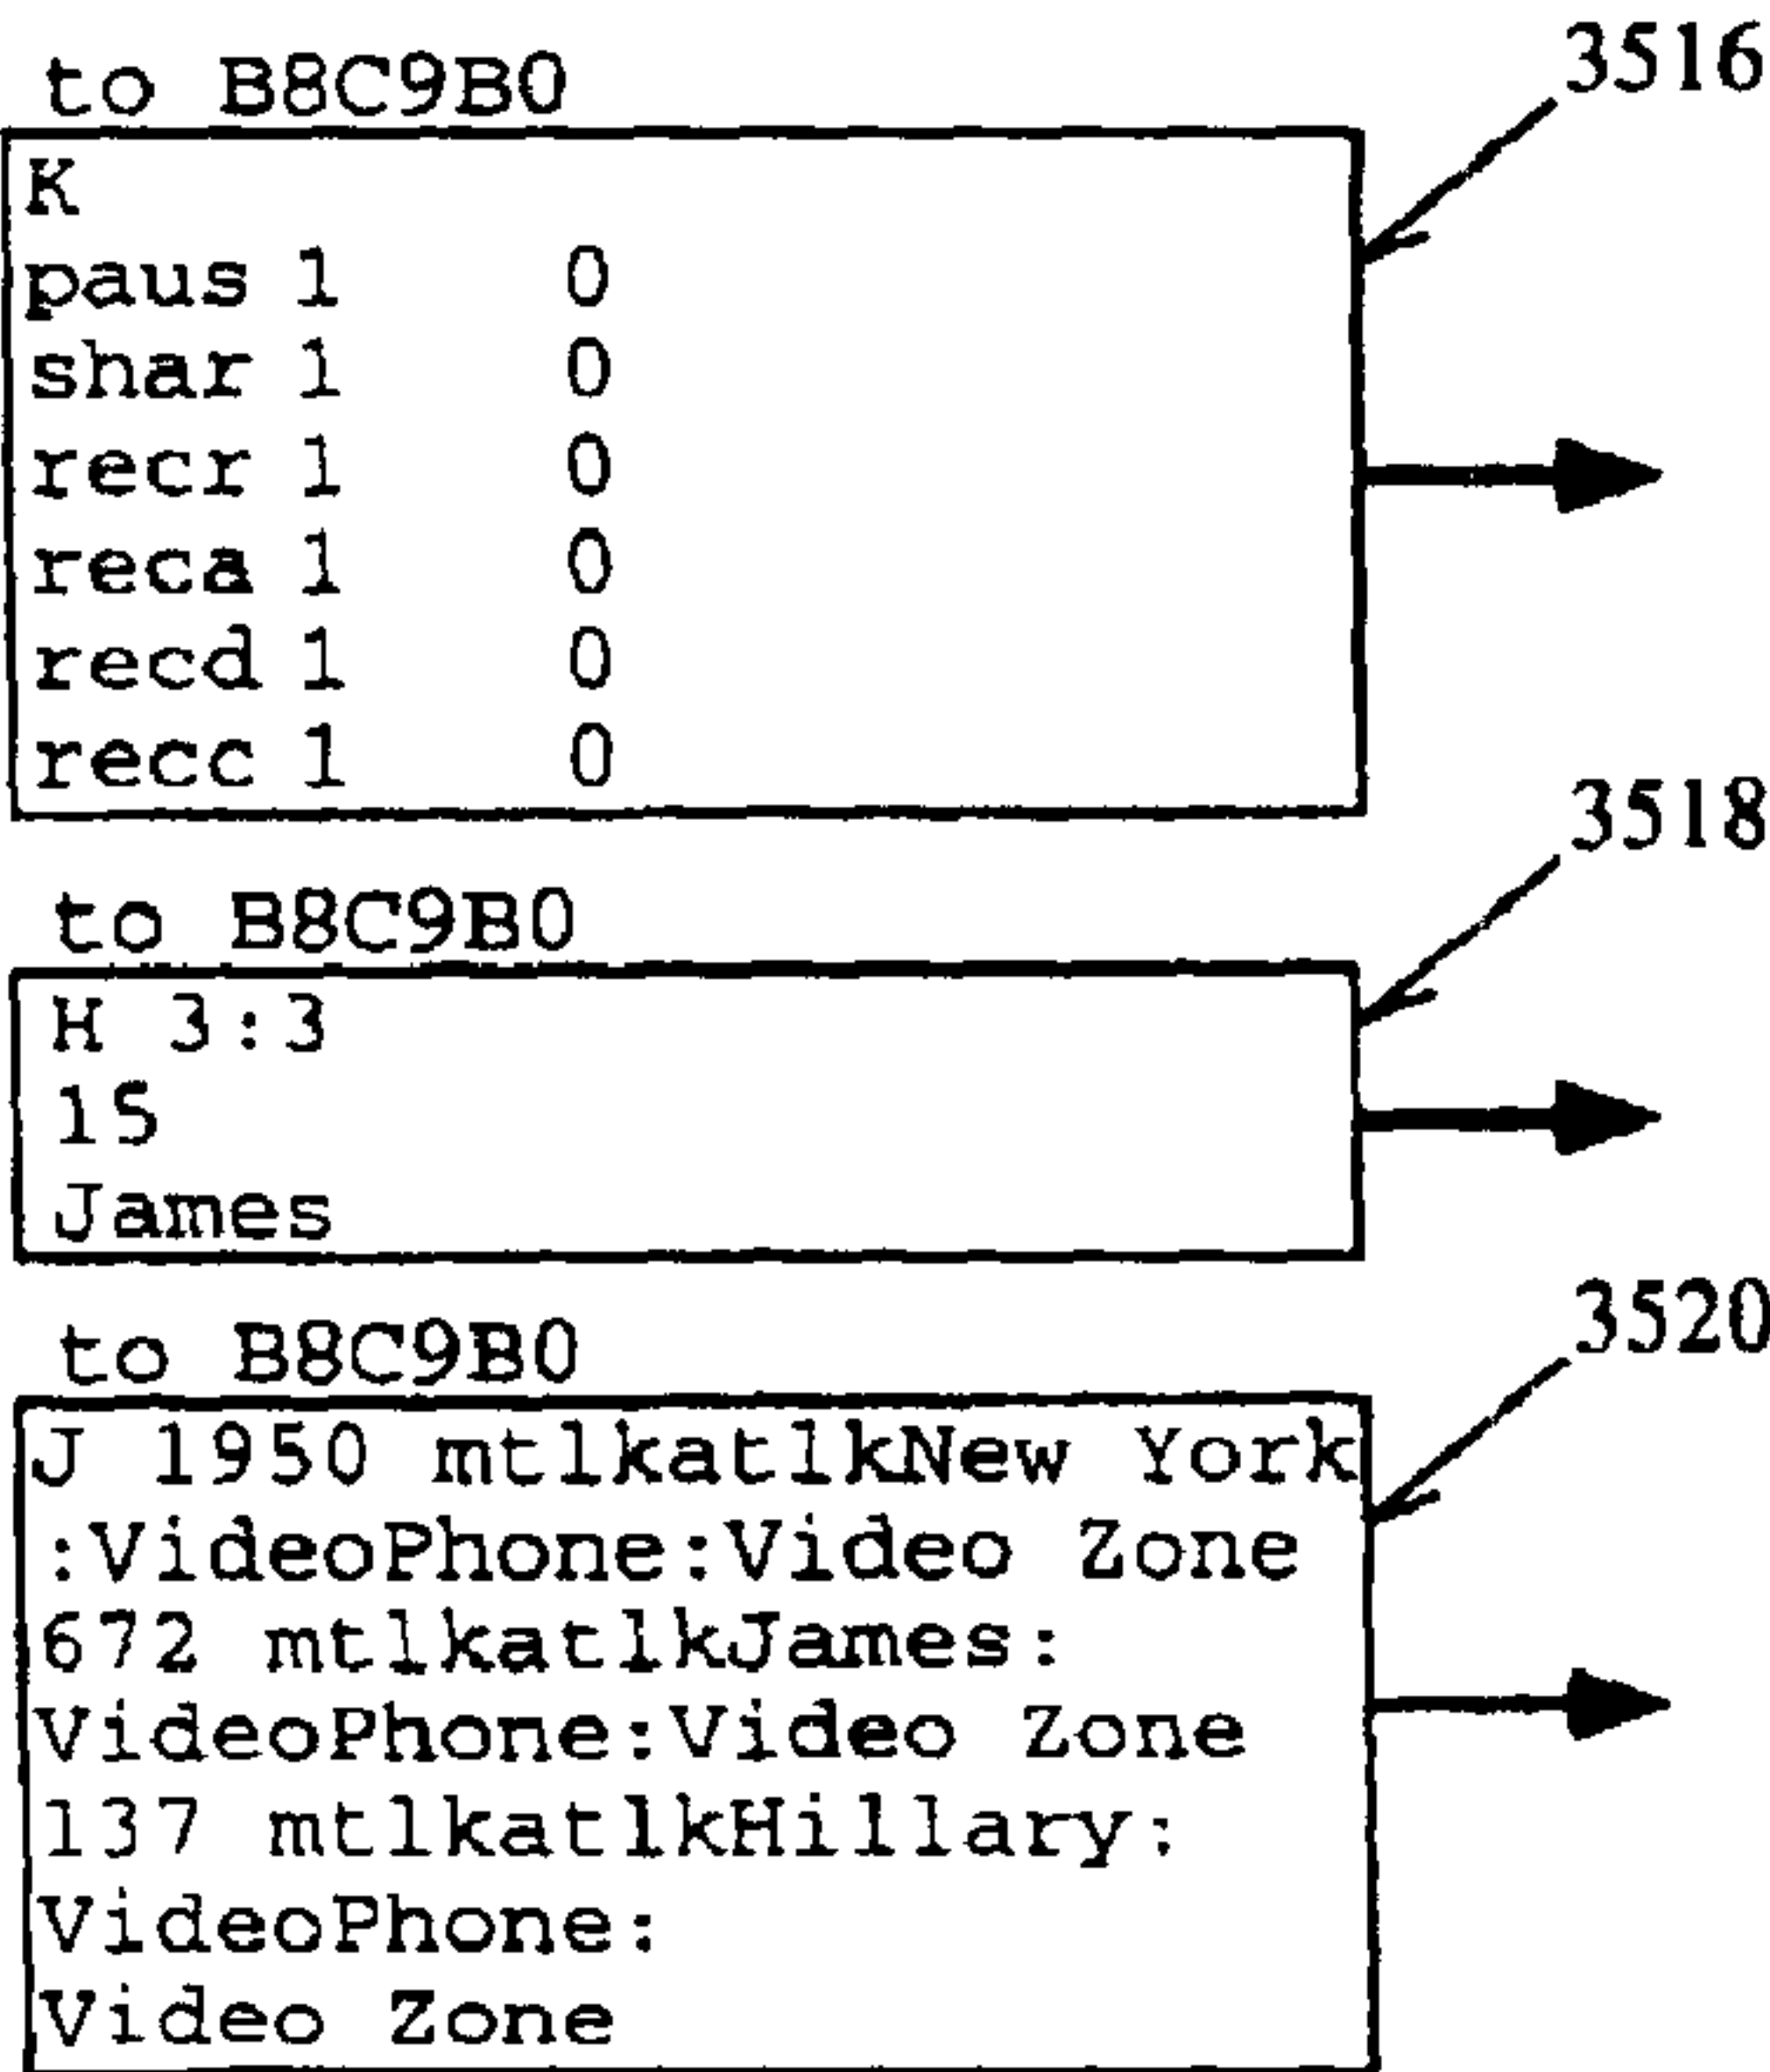 3516
to B8C9B0
K
paus 1 0
shar 1 0
recr 1 0
reca 1 0
recd 1 0
recc 1 0
3518
to B8C9B0
H 3:3
1S
James
3520
to B8C9B0
J 1950 mtlkatlkNew York
:VideoPhone:Video Zone
672 mtlkatlkJames:
VideoPhone:Video Zone
137 mtlkatlkHillary:
VideoPhone:
Video Zone